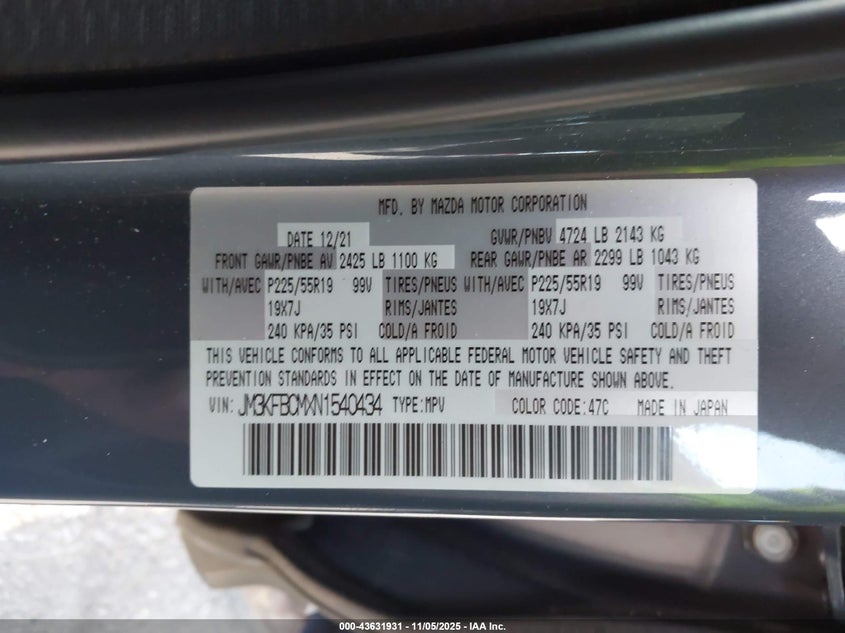 MFD. BY MAZDA MOTOR CORPORATION
DATE 12/21 GVWR/PNBV 4724 LB 2143 KG
FRONT GAWR/PNBE AV 2425 LB 1100 KG REAR GAWR/PNBE AR 2299 LB 1043 KG
WITH/AVEC P225/55R19 99V TIRES/PNEUS WITH/AVEC P225/55R19 99V TIRES/PNEUS
19X7J RIMS/JANTES 19X7J RIMS/JANTES
240 KPA/35 PSI COLD/A FROID 240 KPA/35 PSI COLD/A FROID
THIS VEHICLE CONFORMS TO ALL APPLICABLE FEDERAL MOTOR VEHICLE SAFETY AND THEFT
PREVENTION STANDARDS IN EFFECT ON THE DATE OF MANUFACTURE SHOWN ABOVE.
VIN: JM3KFBCMXN1540434 TYPE:MPV COLOR CODE:47C MADE IN JAPAN
000-43631931 - 11/05/2025 - IAA Inc.